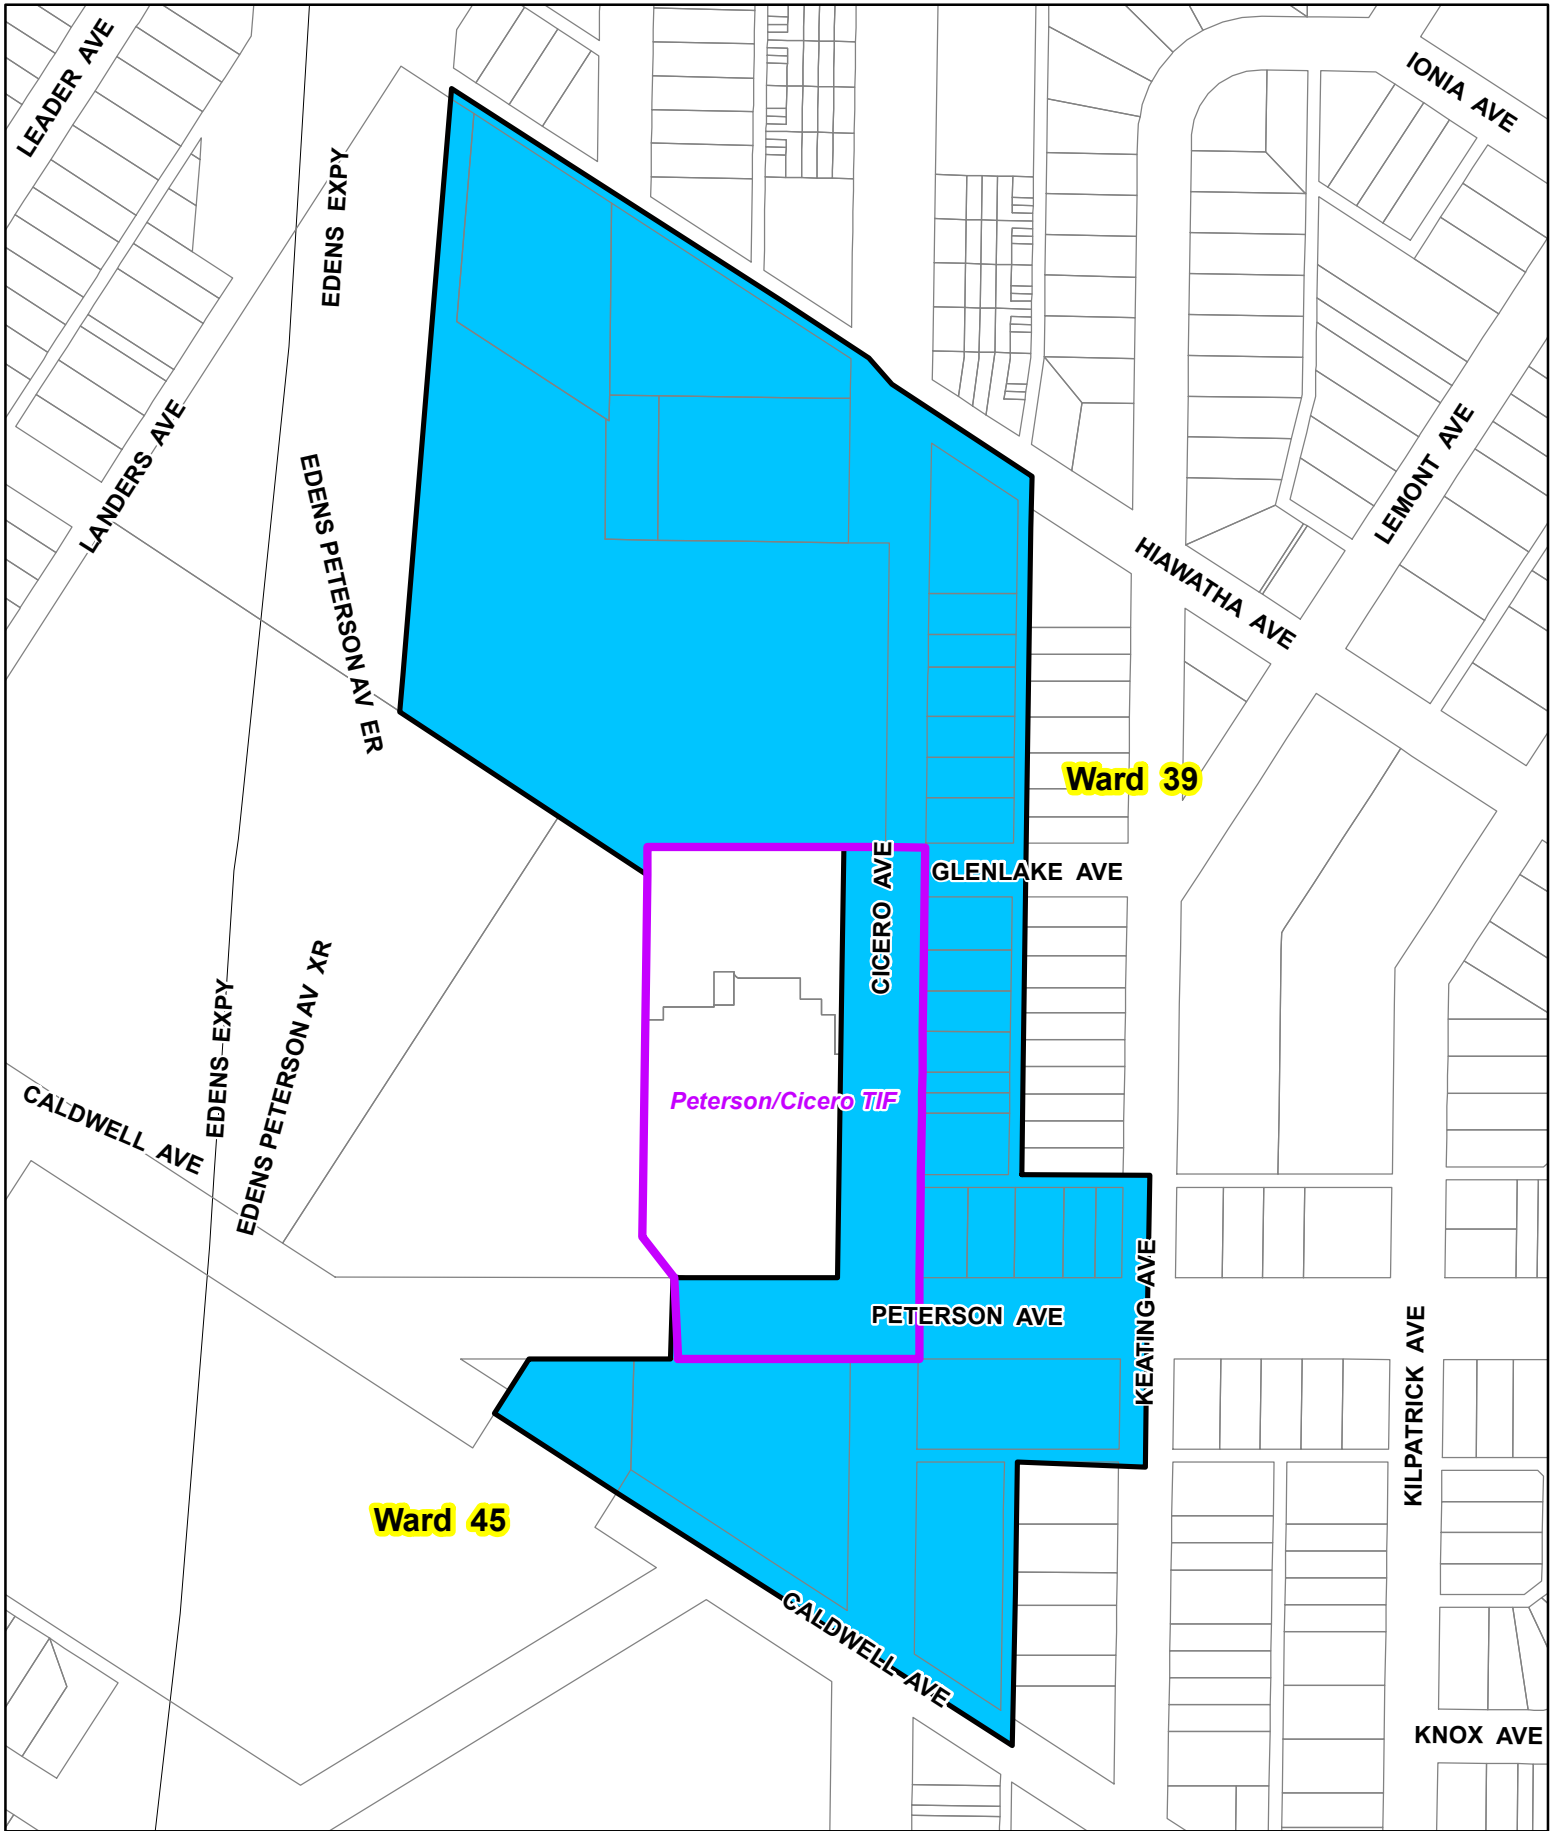 LEADER AVE
IONIA AVE
EDENS EXPY
LANDERS AVE
LEMONT AVE
EDENS PETERSON AV ER
HIAWATHA AVE
Ward 39
CICERO AVE
GLENLAKE AVE
EDENS PETERSON AV XR
EDENS EXPY
CALDWELL AVE
Peterson/Cicero TIF
PETERSON AVE
KEATING AVE
KILPATRICK AVE
Ward 45
CALDWELL AVE
KNOX AVE